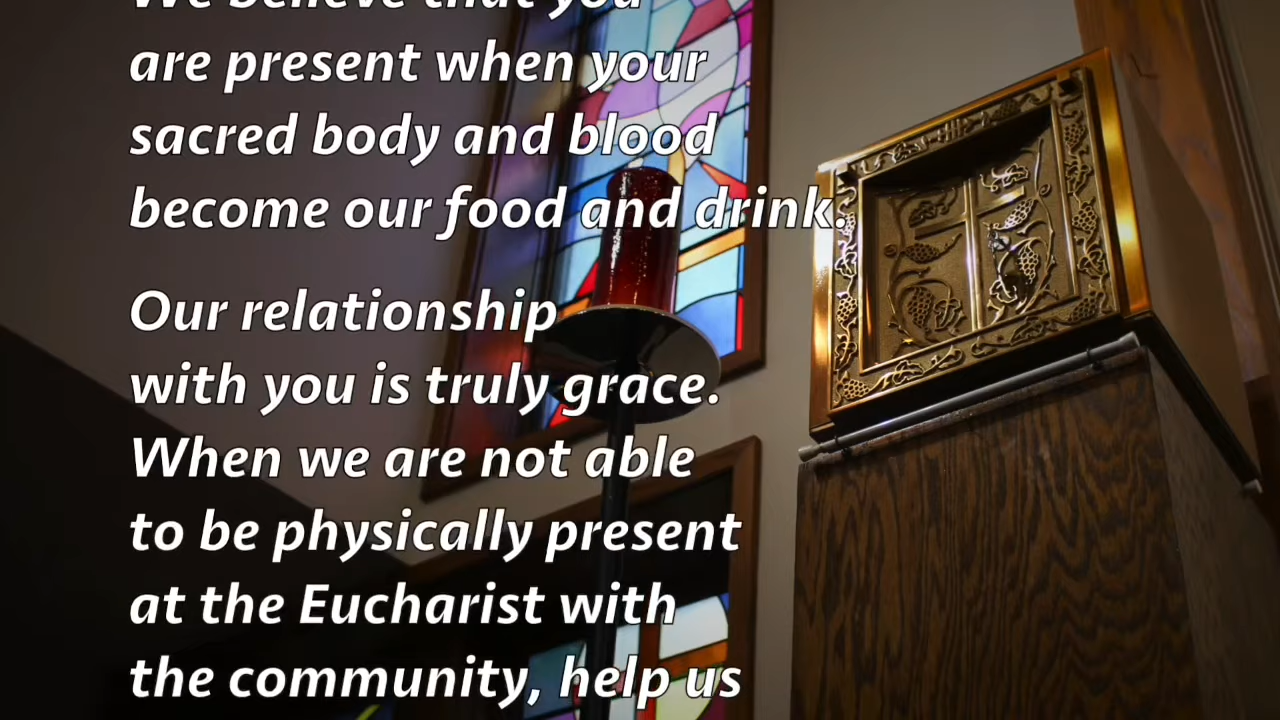 We believe that you
are present when your
sacred body and blood
become our food and drink.
Our relationship
with you is truly grace.
When we are not able
to be physically present
at the Eucharist with
the community, help us